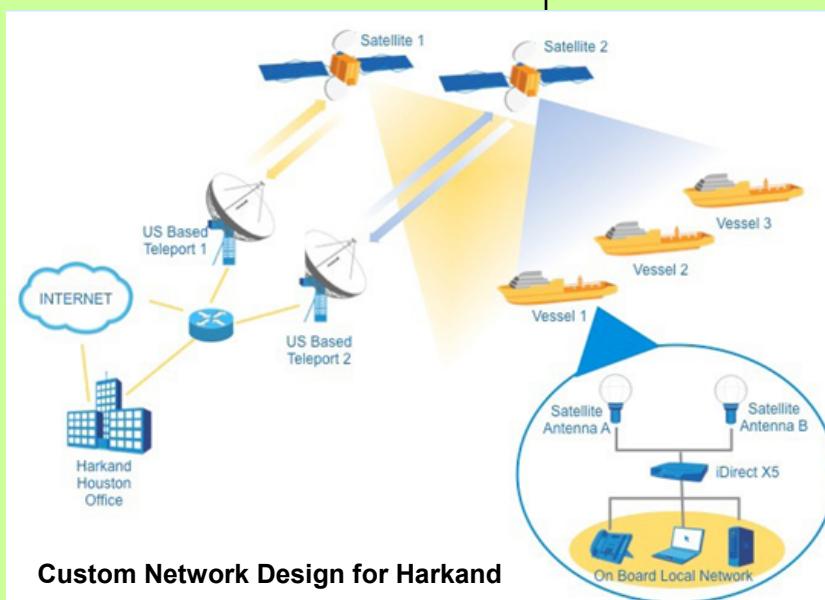 Satellite 1
Satellite 2
US Based
Teleport 1
Vessel 3
Vessel 2
INTERNET
Vessel 1
US Based
Teleport 2
Satellite
Antenna A
Satellite
Antenna B
Harkand
Houston
Office
iDirect X5
On Board Local Network
Custom Network Design for Harkand